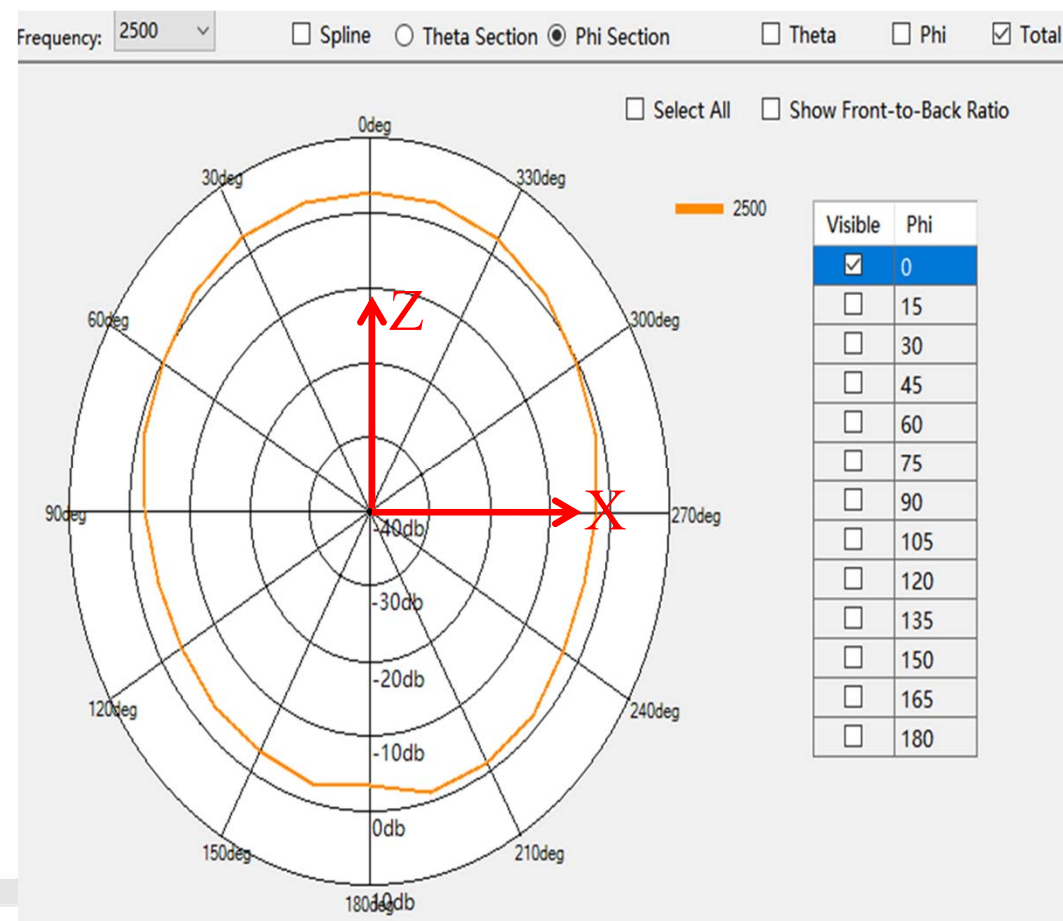 Frequency: 2500 Spline Theta Section Phi Section Theta Phi Total
Select All Show Front-to-Back Ratio
0deg
30deg 330deg
2500
Visible Phi
0
15
30
45
60
75
90
105
120
135
150
165
180
Z
60deg 300deg
90deg X 270deg
-40db
-30db
-20db
120deg 240deg
-10db
0db
150deg 210deg
180deg 10db